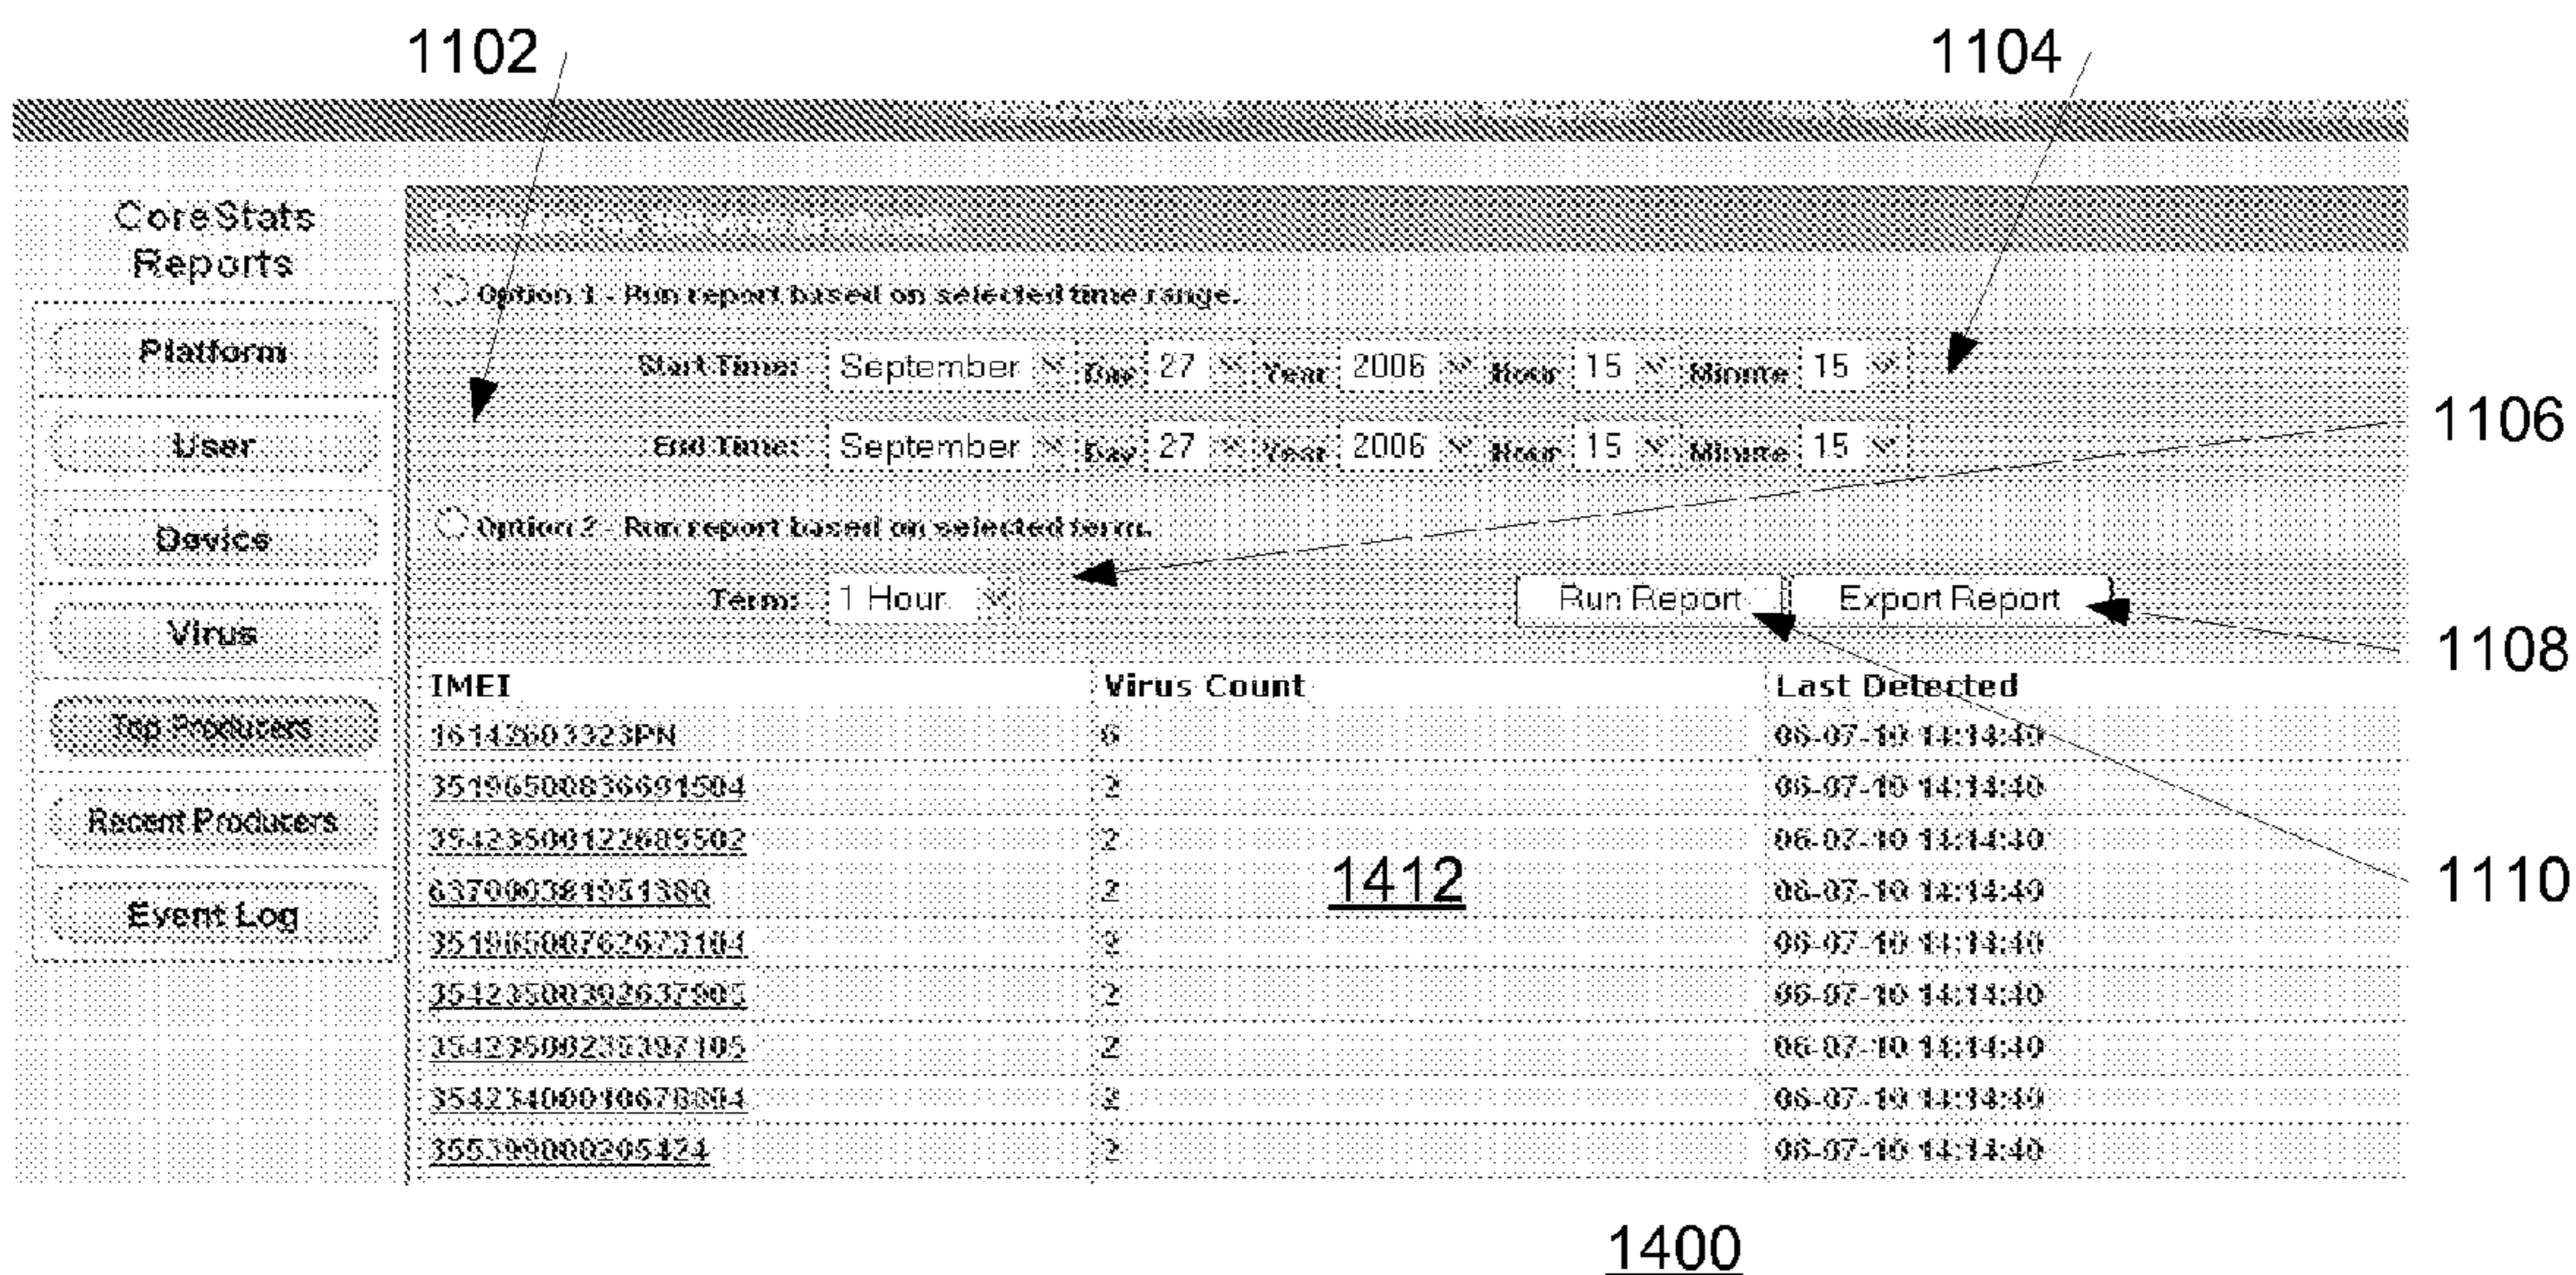 1102
1104
CoreStats
Reports
Platform
User
Device
Virus
Top Producers
Recent Producers
Event Log
Option 1 - Run report based on selected time range.
Start Time: September Day 27 Year 2006 Hour 15 Minute 15
End Time: September Day 27 Year 2006 Hour 15 Minute 15
1106
Option 2 - Run report based on selected term.
Term: 1 Hour Run Report Export Report
1108
IMEI Virus Count Last Detected
16142603323PN 6 06-07-10 14:14:40
35196500836691504 2 06-07-10 14:14:40
35423500122685502 2 06-07-10 14:14:40
2 06-07-10 14:14:40
1412
1110
35196500762673104 2 06-07-10 14:14:40
35423500302637905 2 06-07-10 14:14:40
35423500235397105 2 06-07-10 14:14:40
2 06-07-10 14:14:40
355399000205424 2 06-07-10 14:14:40
1400